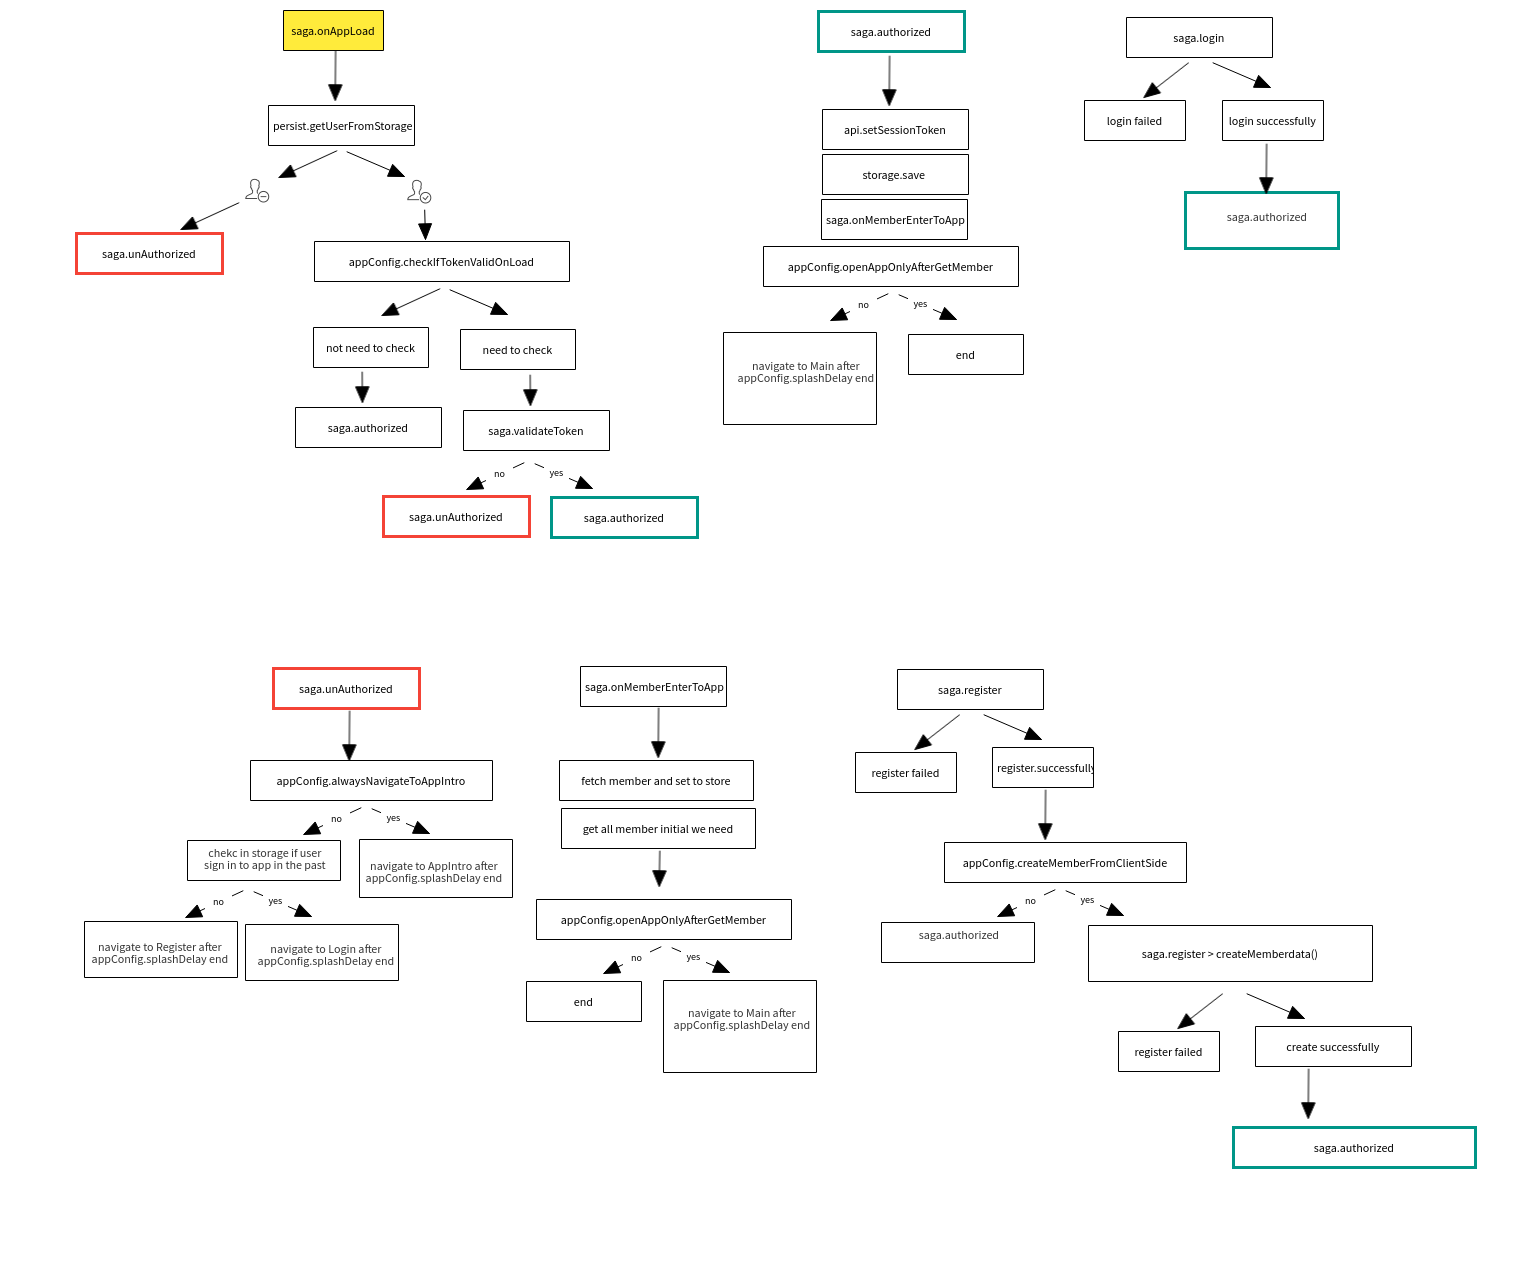 saga.onAppLoad
persist.getUserFromStorage
saga.unAuthorized
appConfig.checkIfTokenValidOnLoad
not need to check
need to check
saga.authorized
saga.validateToken
no
yes
saga.unAuthorized
saga.authorized
saga.authorized
api.setSessionToken
storage.save
saga.onMemberEnterToApp
appConfig.openAppOnlyAfterGetMember
no
yes
navigate to Main after
appConfig.splashDelay end
end
saga.login
login failed
login successfully
saga.authorized
saga.unAuthorized
appConfig.alwaysNavigateToAppIntro
no
yes
chekc in storage if user
sign in to app in the past
navigate to AppIntro after
appConfig.splashDelay end
no
yes
navigate to Register after
appConfig.splashDelay end
navigate to Login after
appConfig.splashDelay end
saga.onMemberEnterToApp
fetch member and set to store
get all member initial we need
appConfig.openAppOnlyAfterGetMember
no
yes
end
navigate to Main after
appConfig.splashDelay end
saga.register
register failed
register.successfully
appConfig.createMemberFromClientSide
no
yes
saga.authorized
saga.register > createMemberdata()
register failed
create successfully
saga.authorized